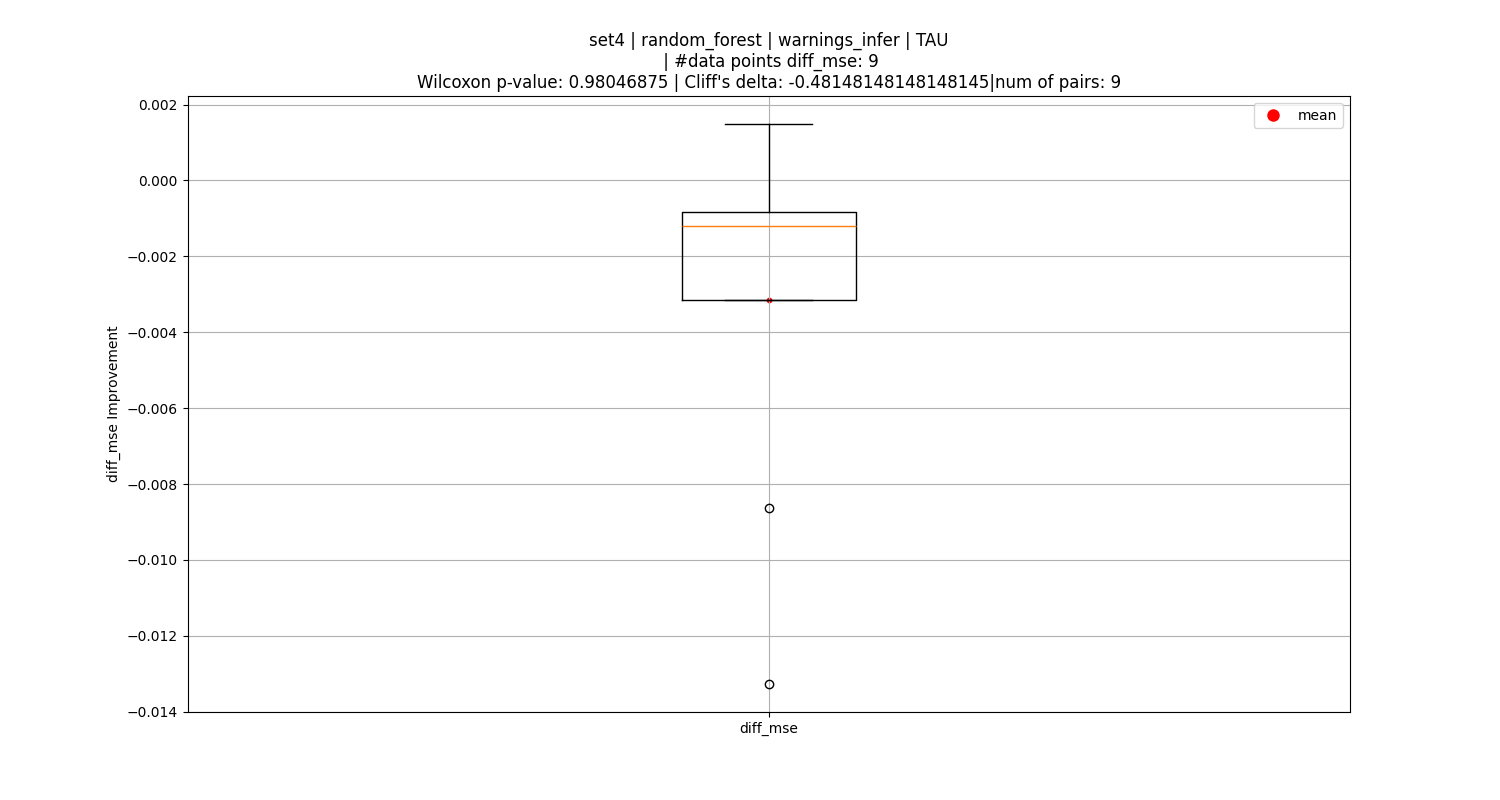 set4 | random_forest | warnings_infer | TAU
| #data points diff_mse: 9
Wilcoxon p-value: 0.98046875 | Cliff's delta: -0.48148148148148145|num of pairs: 9
mean
0.002
0.000
−0.002
−0.004
−0.006
−0.008
−0.010
−0.012
−0.014
diff_mse Improvement
diff_mse